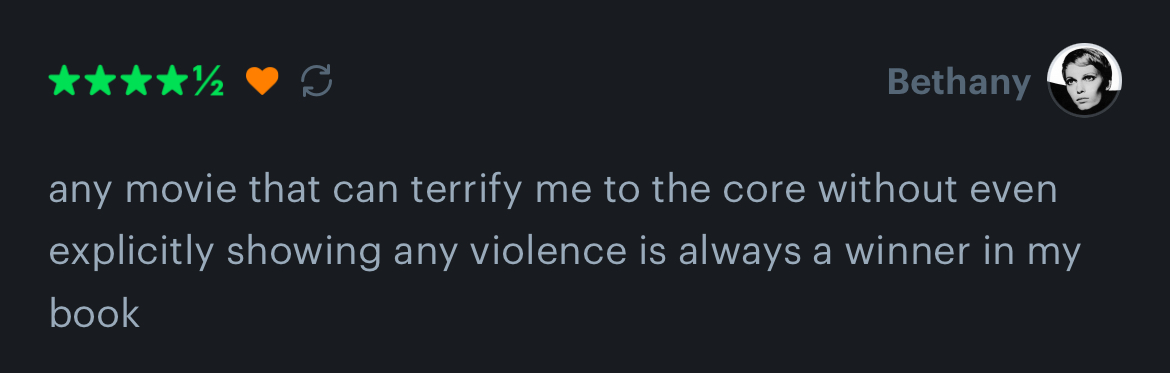 ★★★★½ Bethany
any movie that can terrify me to the core without even
explicitly showing any violence is always a winner in my
book